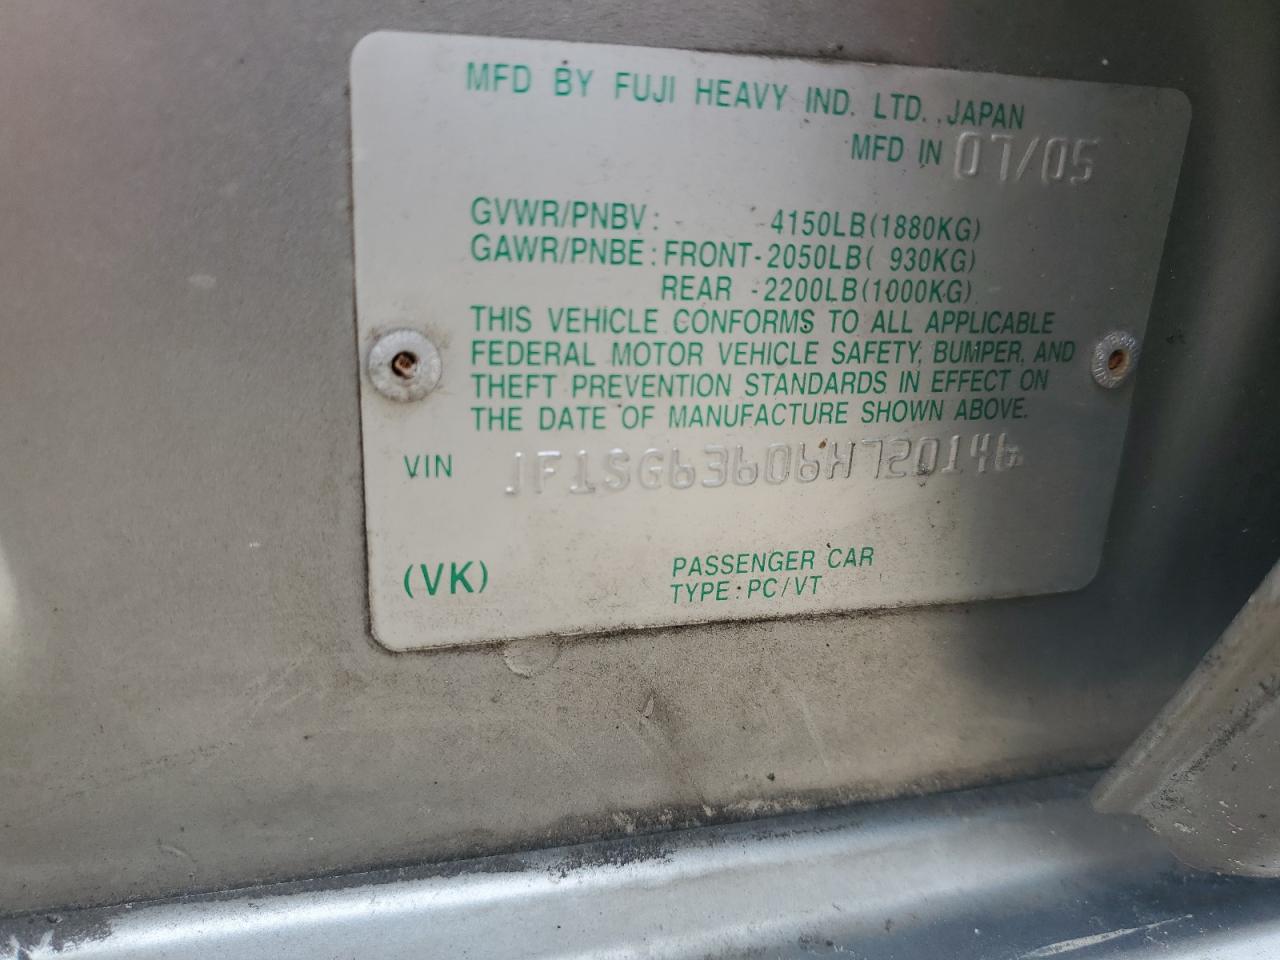 MFD BY FUJI HEAVY IND. LTD., JAPAN
MFD IN 07/05
GVWR/PNBV: 4150LB(1880KG)
GAWR/PNBE: FRONT-2050LB( 930KG)
REAR -2200LB(1000KG)
THIS VEHICLE CONFORMS TO ALL APPLICABLE
FEDERAL MOTOR VEHICLE SAFETY, BUMPER, AND
THEFT PREVENTION STANDARDS IN EFFECT ON
THE DATE OF MANUFACTURE SHOWN ABOVE.
VIN JF1SG63606H720146
(VK) PASSENGER CAR
TYPE: PC/VT